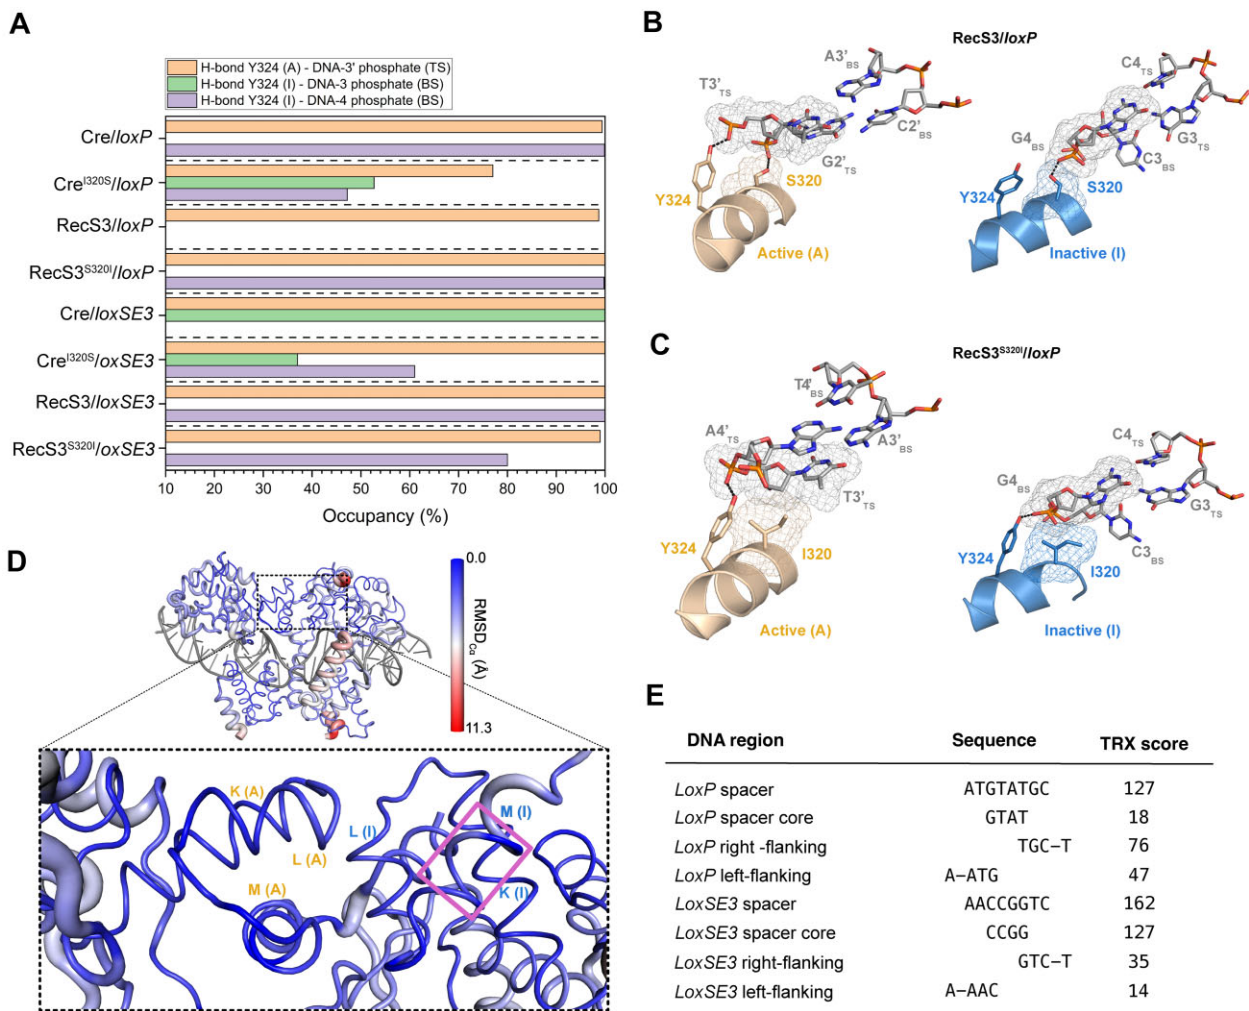 A
H-bond Y324 (A) - DNA-3' phosphate (TS)
H-bond Y324 (I) - DNA-3 phosphate (BS)
H-bond Y324 (I) - DNA-4 phosphate (BS)
Cre/loxP
Cre^I320S/loxP
RecS3/loxP
RecS3^S320I/loxP
Cre/loxSE3
Cre^I320S/oxSE3
RecS3/loxSE3
RecS3^S320I/oxSE3
10 20 30 40 50 60 70 80 90 100
Occupancy (%)
B
RecS3/loxP
A3'BS
T3'TS
C2'BS
G2'TS
S320
Y324
Active (A)
C4TS
G4BS
G3TS
C3BS
S320
Y324
Inactive (I)
C
RecS3^S320I/loxP
T4'BS
A4'TS
A3'BS
T3'TS
Y324
I320
Active (A)
C4TS
G4BS
G3TS
C3BS
Y324
I320
Inactive (I)
D
0.0
RMSDCα (Å)
11.3
K (A)
L (A)
M (A)
L (I)
M (I)
K (I)
E
DNA region Sequence TRX score
LoxP spacer ATGTATGC 127
LoxP spacer core GTAT 18
LoxP right -flanking TGC–T 76
LoxP left-flanking A–ATG 47
LoxSE3 spacer AACCGGTC 162
LoxSE3 spacer core CCGG 127
LoxSE3 right-flanking GTC–T 35
LoxSE3 left-flanking A–AAC 14